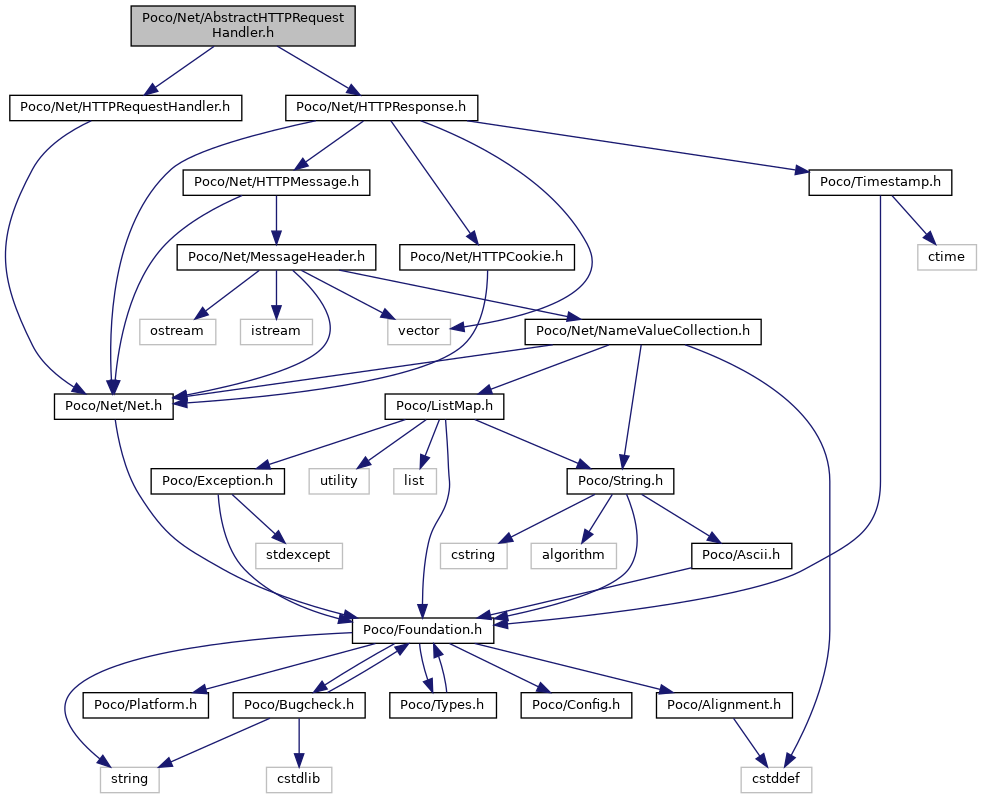 Poco/Net/AbstractHTTPRequest
Handler.h
Poco/Net/HTTPRequestHandler.h
Poco/Net/HTTPResponse.h
Poco/Net/HTTPMessage.h
Poco/Timestamp.h
Poco/Net/MessageHeader.h
Poco/Net/HTTPCookie.h
ctime
ostream
istream
vector
Poco/Net/NameValueCollection.h
Poco/Net/Net.h
Poco/ListMap.h
Poco/Exception.h
utility
list
Poco/String.h
stdexcept
cstring
algorithm
Poco/Ascii.h
Poco/Foundation.h
Poco/Platform.h
Poco/Bugcheck.h
Poco/Types.h
Poco/Config.h
Poco/Alignment.h
string
cstdlib
cstddef